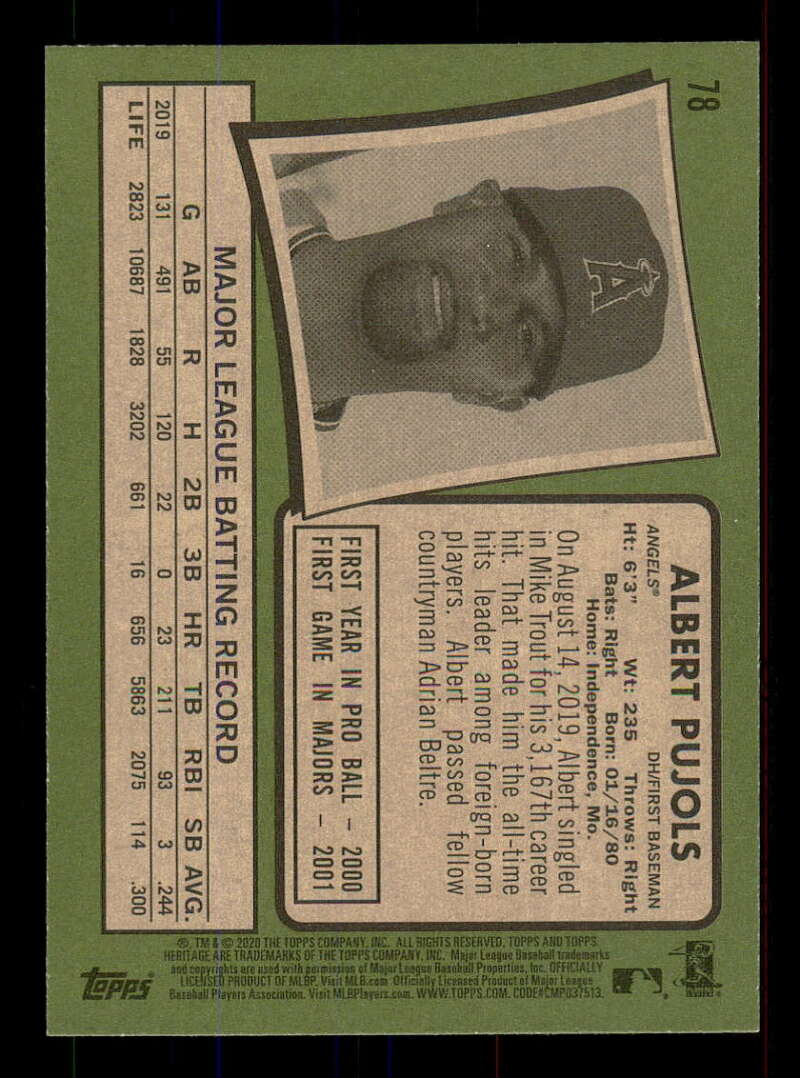 78
ALBERT PUJOLS
ANGELS® DH/FIRST BASEMAN
Ht: 6'3" Wt: 235 Throws: Right
Bats: Right Born: 01/16/80
Home: Independence, Mo.
On August 14, 2019, Albert singled
in Mike Trout for his 3,167th career
hit. That made him the all-time
hits leader among foreign-born
players. Albert passed fellow
countryman Adrian Beltre.
FIRST YEAR IN PRO BALL – 2000
FIRST GAME IN MAJORS – 2001
A
MAJOR LEAGUE BATTING RECORD
G AB R H 2B 3B HR TB RBI SB AVG.
2019 131 491 55 120 22 0 23 211 93 3 .244
LIFE 2823 10687 1828 3202 661 16 656 5863 2075 114 .300
®, TM & © 2020 THE TOPPS COMPANY, INC. ALL RIGHTS RESERVED. TOPPS AND TOPPS
HERITAGE ARE TRADEMARKS OF THE TOPPS COMPANY, INC. Major League Baseball trademarks
and copyrights are used with permission of Major League Baseball Properties, Inc. OFFICIALLY
LICENSED PRODUCT OF MLBP. Visit MLB.com Officially Licensed Product of Major League
Baseball Players Association. Visit MLBPlayers.com. WWW.TOPPS.COM. CODE#CMP037513.
topps